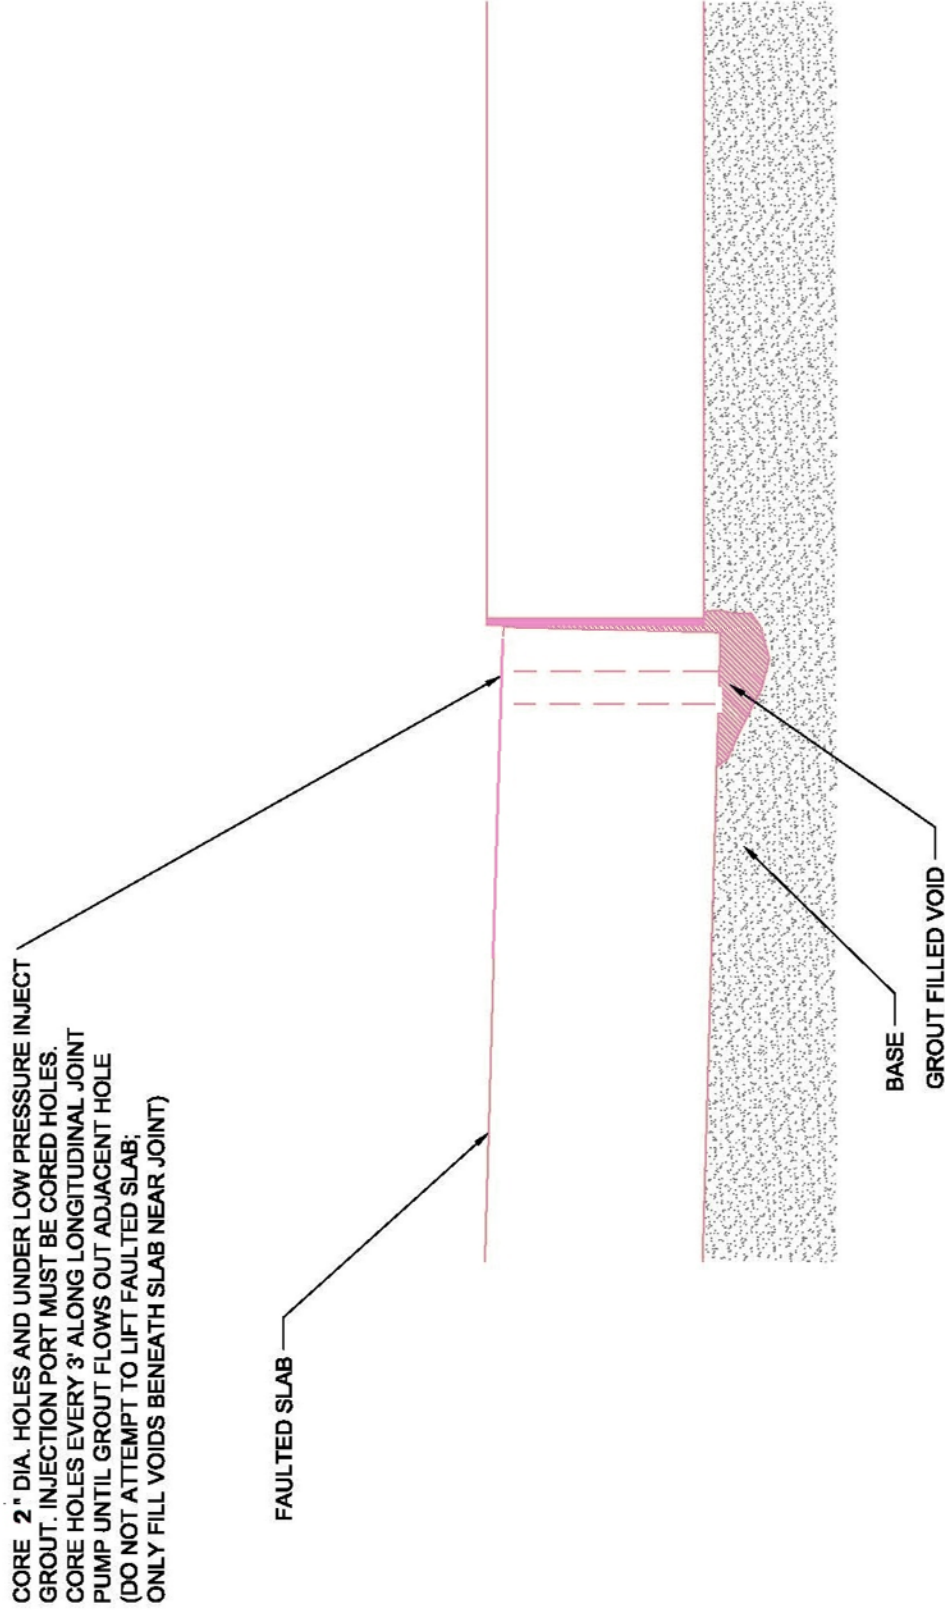 CORE 2" DIA. HOLES AND UNDER LOW PRESSURE INJECT
GROUT. INJECTION PORT MUST BE CORED HOLES.
CORE HOLES EVERY 3' ALONG LONGITUDINAL JOINT
PUMP UNTIL GROUT FLOWS OUT ADJACENT HOLE
(DO NOT ATTEMPT TO LIFT FAULTED SLAB;
ONLY FILL VOIDS BENEATH SLAB NEAR JOINT)
FAULTED SLAB
BASE
GROUT FILLED VOID